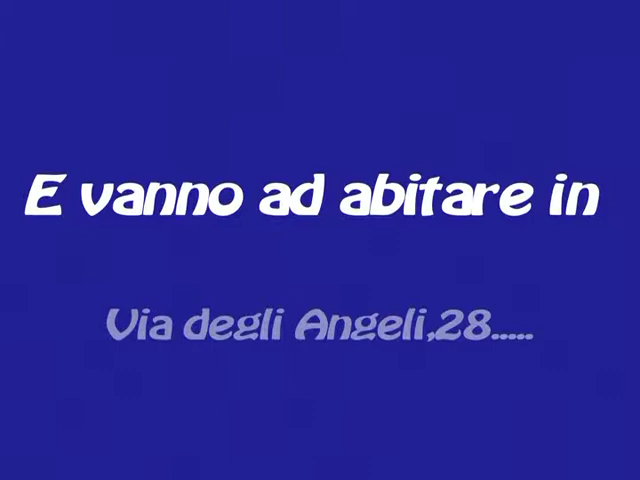 E vanno ad abitare in
Via degli Angeli,28.....